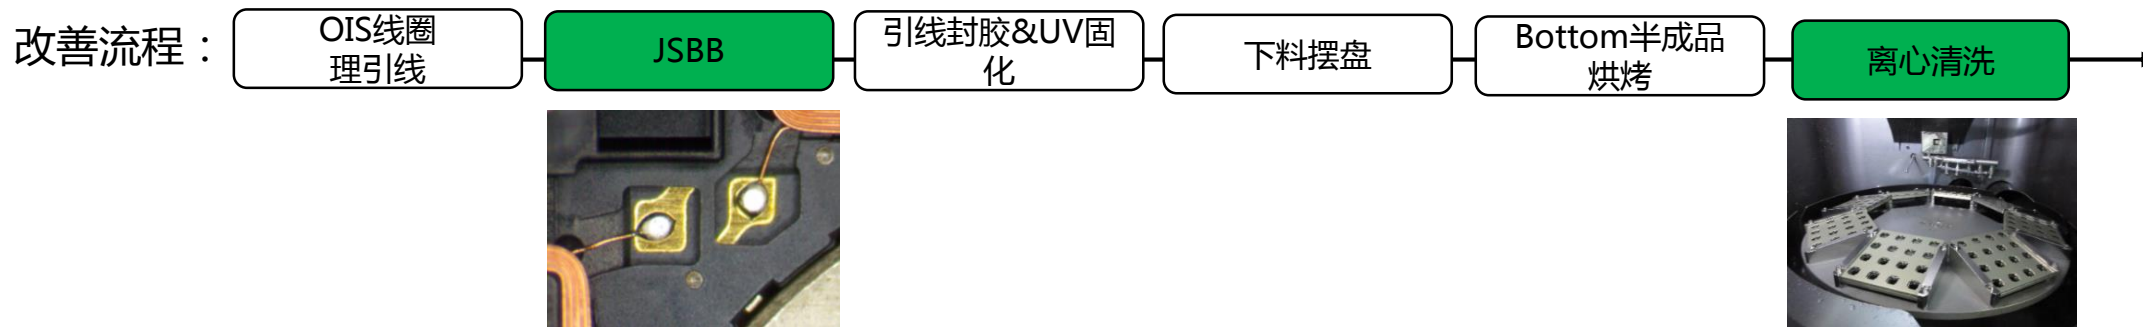 改善流程：
OIS线圈
理引线
JSBB
引线封胶&UV固
化
下料摆盘
Bottom半成品
烘烤
离心清洗